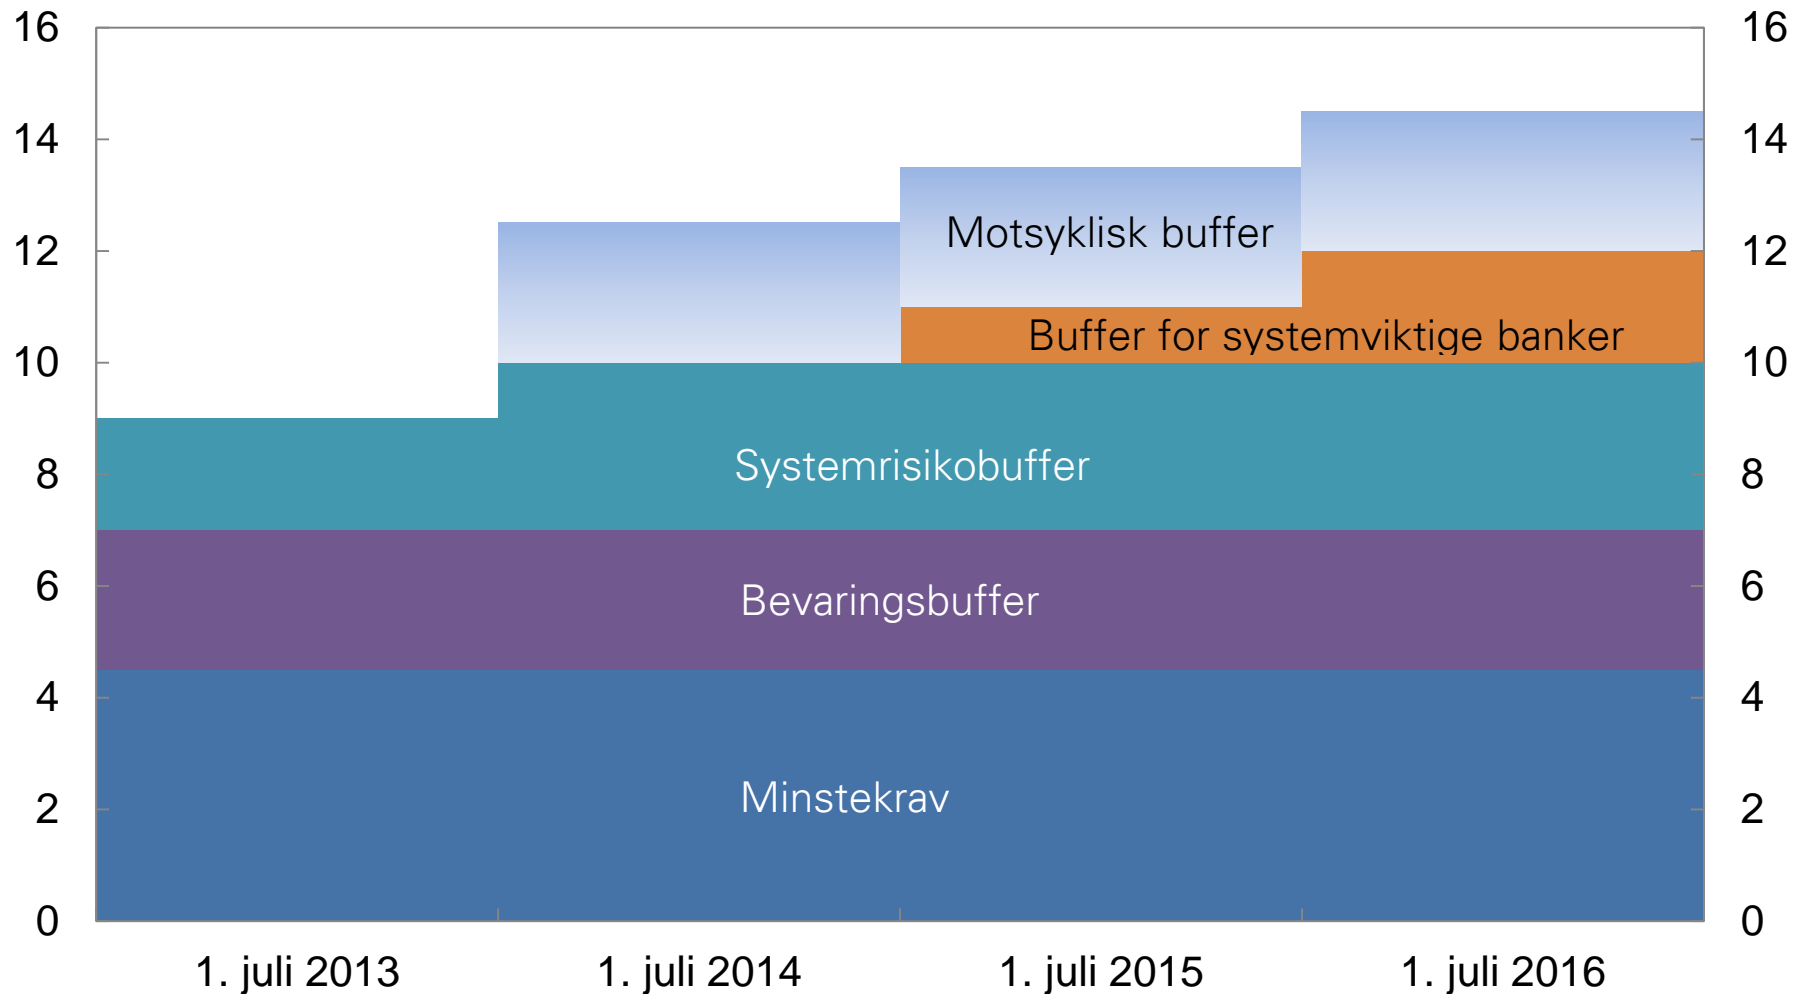 16 16
14 14
Motsyklisk buffer
12 12
Buffer for systemviktige banker
10 10
Systemrisikobuffer
8 8
Bevaringsbuffer
6 6
4 4
Minstekrav
2 2
0 0
1. juli 2013 1. juli 2014 1. juli 2015 1. juli 2016